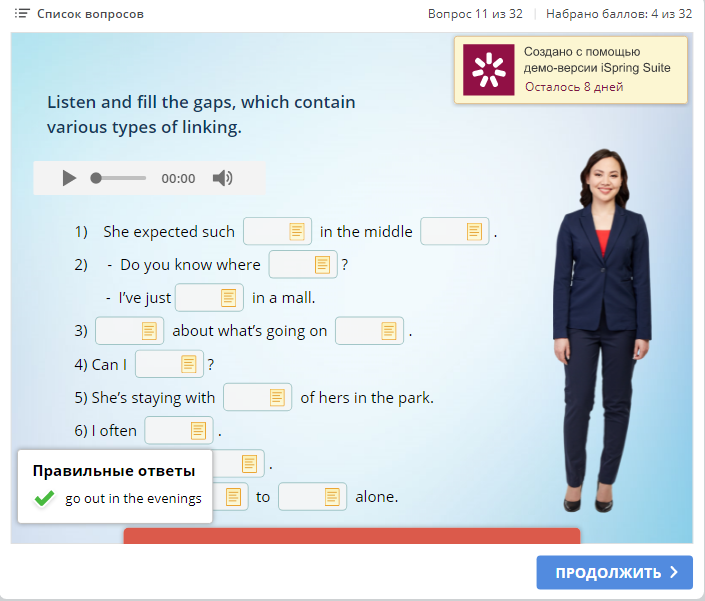 Список вопросов
Вопрос 11 из 32 | Набрано баллов: 4 из 32
Создано с помощью
демо-версии iSpring Suite
Осталось 8 дней
Listen and fill the gaps, which contain
various types of linking.
00:00
1) She expected such in the middle .
2) - Do you know where ?
- I’ve just in a mall.
3) about what’s going on .
4) Can I ?
5) She’s staying with of hers in the park.
6) I often .
.
to alone.
Правильные ответы
go out in the evenings
ПРОДОЛЖИТЬ